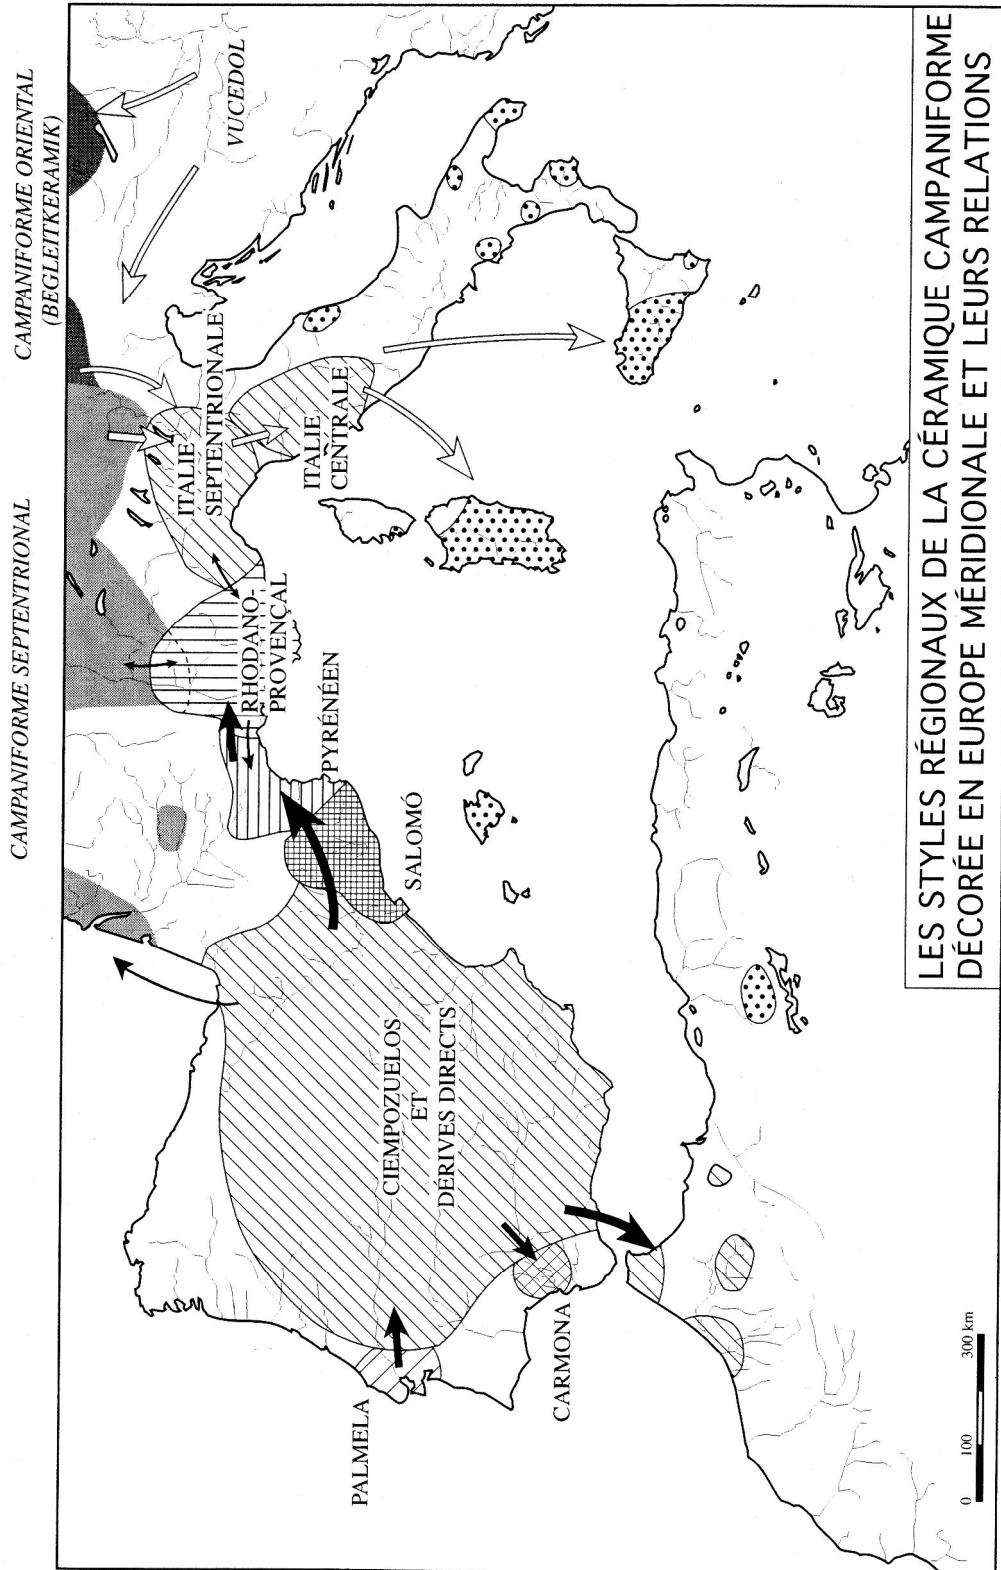 CAMPANIFORME SEPTENTRIONAL
CAMPANIFORME ORIENTAL
(BEGLEITKERAMIK)
VUCEDOL
ITALIE
SEPTENTRIONALE
ITALIE
CENTRALE
RHODANO-
PROVENÇAL
PYRÉNÉEN
SALOMÓ
CIEMPOZUELOS
ET
DERIVES DIRECTS
PALMELA
CARMONA
0 100 300 km
LES STYLES RÉGIONAUX DE LA CÉRAMIQUE CAMPANIFORME
DÉCORÉE EN EUROPE MÉRIDIONALE ET LEURS RELATIONS